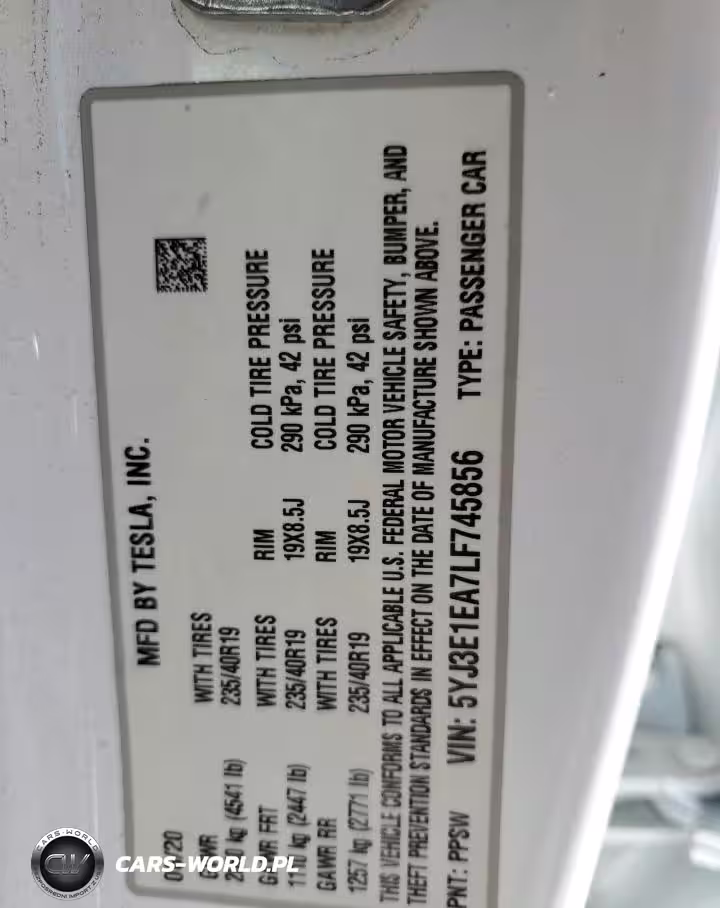 MFD BY TESLA, INC.
WITH TIRES
(4541 lb) 235/40R19
FRT WITH TIRES RIM COLD TIRE PRESSURE
(2447 lb) 235/40R19 19X8.5J 290 kPa, 42 psi
GAWR RR WITH TIRES RIM COLD TIRE PRESSURE
1257 kg (2771 lb) 235/40R19 19X8.5J 290 kPa, 42 psi
THIS VEHICLE CONFORMS TO ALL APPLICABLE U.S. FEDERAL MOTOR VEHICLE SAFETY, BUMPER, AND
THEFT PREVENTION STANDARDS IN EFFECT ON THE DATE OF MANUFACTURE SHOWN ABOVE.
PNT: PPSW VIN: 5YJ3E1EA7LF745856 TYPE: PASSENGER CAR
CARS-WORLD
CW
CARS-WORLD.PL